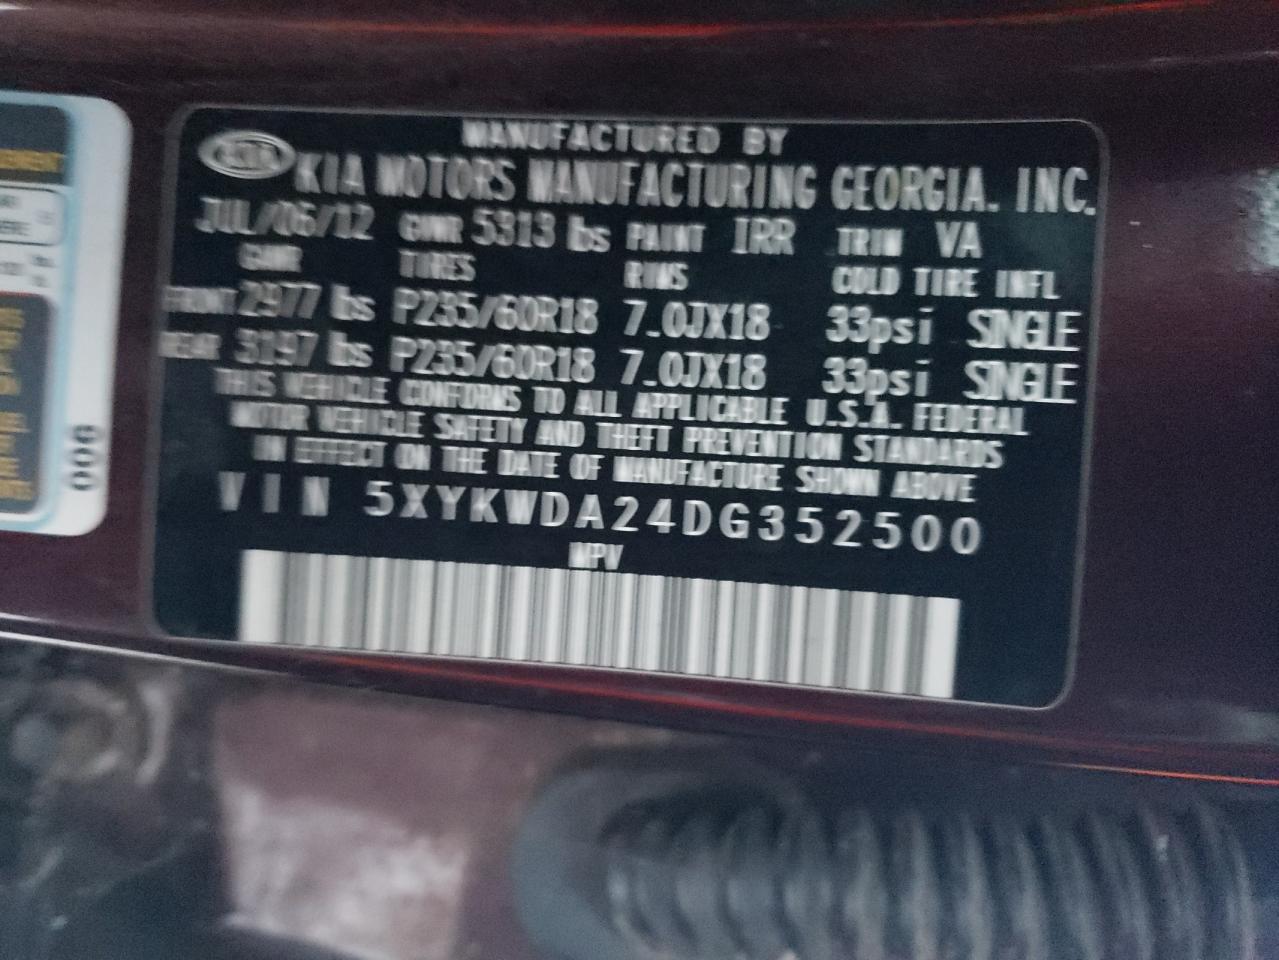 MANUFACTURED BY
KIA KIA MOTORS MANUFACTURING GEORGIA. INC.
JUL/06/12 GVWR 5313 lbs PAINT IRR TRIM VA
GAWR TIRES RIMS COLD TIRE INFL
FRONT 2977 lbs P235/60R18 7.0JX18 33psi SINGLE
REAR 3197 lbs P235/60R18 7.0JX18 33psi SINGLE
THIS VEHICLE CONFORMS TO ALL APPLICABLE U.S.A. FEDERAL
MOTOR VEHICLE SAFETY AND THEFT PREVENTION STANDARDS
IN EFFECT ON THE DATE OF MANUFACTURE SHOWN ABOVE
VIN 5XYKWDA24DG352500
MPV